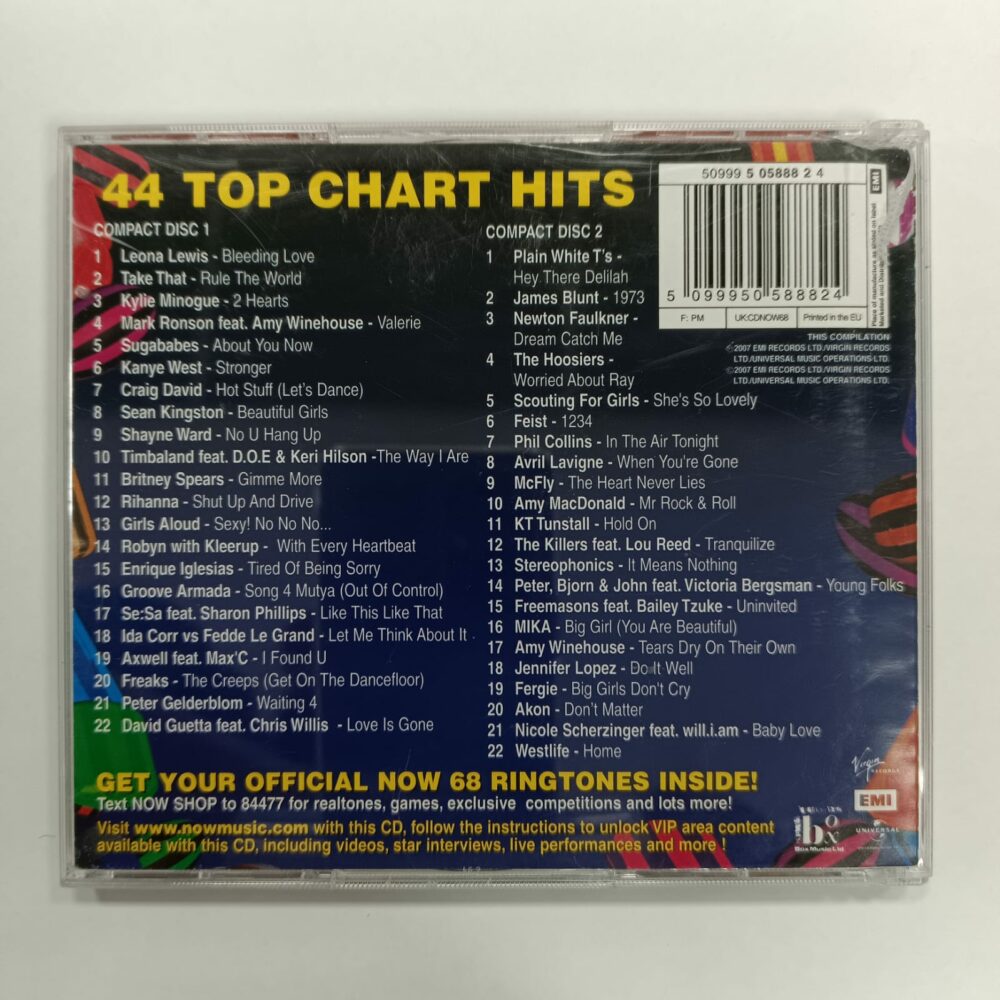 44 TOP CHART HITS
COMPACT DISC 1
1 Leona Lewis - Bleeding Love
2 Take That - Rule The World
3 Kylie Minogue - 2 Hearts
4 Mark Ronson feat. Amy Winehouse - Valerie
5 Sugababes - About You Now
6 Kanye West - Stronger
7 Craig David - Hot Stuff (Let's Dance)
8 Sean Kingston - Beautiful Girls
9 Shayne Ward - No U Hang Up
10 Timbaland feat. D.O.E & Keri Hilson -The Way I Are
11 Britney Spears - Gimme More
12 Rihanna - Shut Up And Drive
13 Girls Aloud - Sexy! No No No...
14 Robyn with Kleerup - With Every Heartbeat
15 Enrique Iglesias - Tired Of Being Sorry
16 Groove Armada - Song 4 Mutya (Out Of Control)
17 Se:Sa feat. Sharon Phillips - Like This Like That
18 Ida Corr vs Fedde Le Grand - Let Me Think About It
19 Axwell feat. Max'C - I Found U
20 Freaks - The Creeps (Get On The Dancefloor)
21 Peter Gelderblom - Waiting 4
22 David Guetta feat. Chris Willis - Love Is Gone
COMPACT DISC 2
1 Plain White T's -
Hey There Delilah
2 James Blunt - 1973
3 Newton Faulkner -
Dream Catch Me
4 The Hoosiers -
Worried About Ray
5 Scouting For Girls - She's So Lovely
6 Feist - 1234
7 Phil Collins - In The Air Tonight
8 Avril Lavigne - When You're Gone
9 McFly - The Heart Never Lies
10 Amy MacDonald - Mr Rock & Roll
11 KT Tunstall - Hold On
12 The Killers feat. Lou Reed - Tranquilize
13 Stereophonics - It Means Nothing
14 Peter, Bjorn & John feat. Victoria Bergsman - Young Folks
15 Freemasons feat. Bailey Tzuke - Uninvited
16 MIKA - Big Girl (You Are Beautiful)
17 Amy Winehouse - Tears Dry On Their Own
18 Jennifer Lopez - Do It Well
19 Fergie - Big Girls Don't Cry
20 Akon - Don't Matter
21 Nicole Scherzinger feat. will.i.am - Baby Love
22 Westlife - Home
50999 5 05888 2 4
5 099950 588824
F: PM UK:CDNOW68 Printed in the EU
EMI
Place of manufacture as stated on label
Marketed and
THIS COMPILATION
℗2007 EMI RECORDS LTD./VIRGIN RECORDS
LTD./UNIVERSAL MUSIC OPERATIONS LTD.
©2007 EMI RECORDS LTD./VIRGIN RECORDS
LTD./UNIVERSAL MUSIC OPERATIONS LTD.
GET YOUR OFFICIAL NOW 68 RINGTONES INSIDE!
Text NOW SHOP to 84477 for realtones, games, exclusive competitions and lots more!
Visit www.nowmusic.com with this CD, follow the instructions to unlock VIP area content
available with this CD, including videos, star interviews, live performances and more !
Virgin
RECORDS
EMI
box
Box Music Ltd
UNIVERSAL